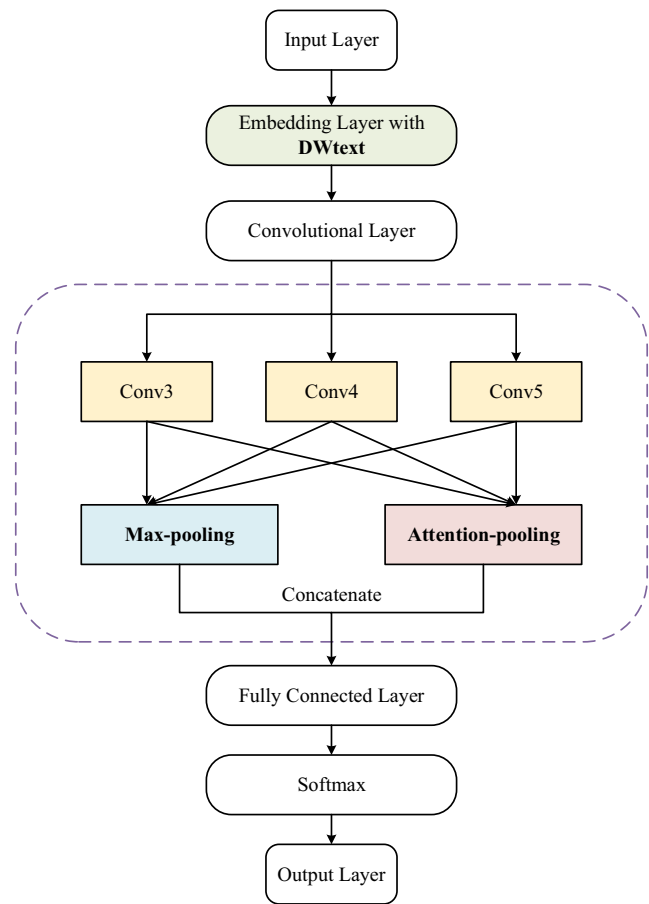 Input Layer
Embedding Layer with
DWtext
Convolutional Layer
Conv3
Conv4
Conv5
Max-pooling
Attention-pooling
Concatenate
Fully Connected Layer
Softmax
Output Layer